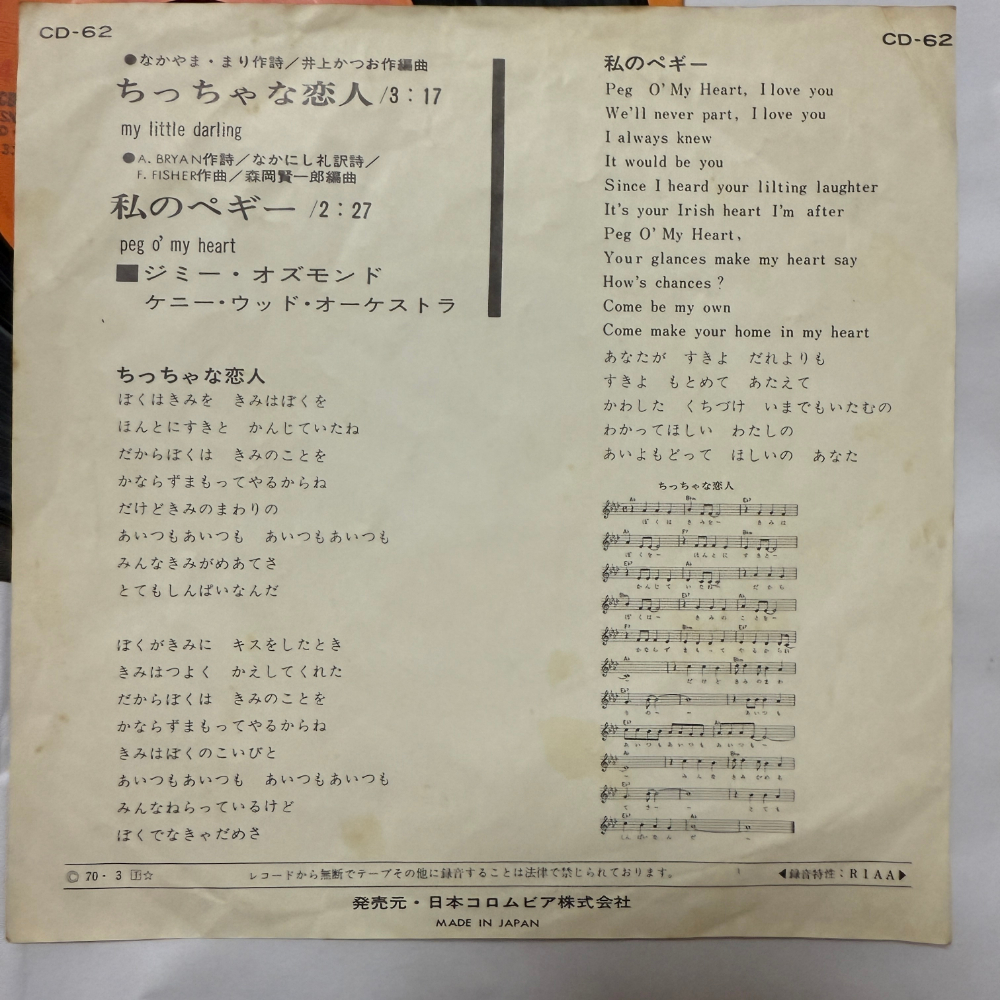 CD-62
CD-62
●なかやま・まり作詩／井上かつお作編曲
ちっちゃな恋人/3：17
my little darling
●A. BRYAN作詩／なかにし礼訳詩／
F. FISHER作曲／森岡賢一郎編曲
私のペギー/2：27
peg o' my heart
■ジミー・オズモンド
ケニー・ウッド・オーケストラ
ちっちゃな恋人
ぼくはきみを　きみはぼくを
ほんとにすきと　かんじていたね
だからぼくは　きみのことを
かならずまもってやるからね
だけどきみのまわりの
あいつもあいつも　あいつもあいつも
みんなきみがめあてさ
とてもしんぱいなんだ
ぼくがきみに　キスをしたとき
きみはつよく　かえしてくれた
だからぼくは　きみのことを
かならずまもってやるからね
きみはぼくのこいびと
あいつもあいつも　あいつもあいつも
みんなねらっているけど
ぼくでなきゃだめさ
私のペギー
Peg O' My Heart, I love you
We'll never part, I love you
I always knew
It would be you
Since I heard your lilting laughter
It's your Irish heart I'm after
Peg O' My Heart,
Your glances make my heart say
How's chances?
Come be my own
Come make your home in my heart
あなたが　すきよ　だれよりも
すきよ　もとめて　あたえて
かわした　くちづけ　いまでもいたむの
わかってほしい　わたしの
あいよもどって　ほしいの　あなた
ちっちゃな恋人
© 70-3
レコードから無断でテープその他に録音することは法律で禁じられております。
◀録音特性：RIAA▶
発売元・日本コロムビア株式会社
MADE IN JAPAN